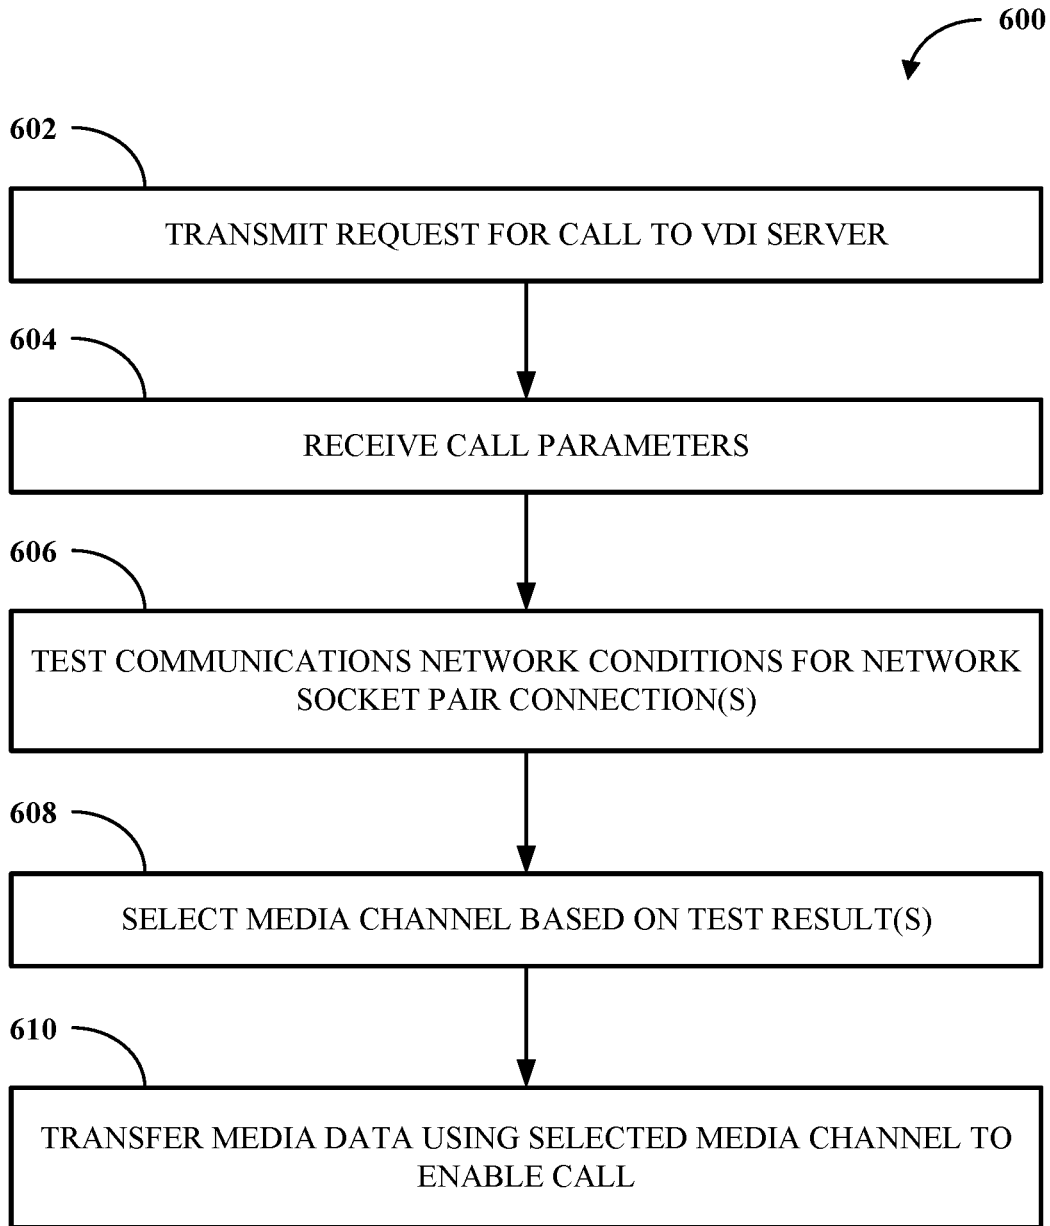 600
602
TRANSMIT REQUEST FOR CALL TO VDI SERVER
604
RECEIVE CALL PARAMETERS
606
TEST COMMUNICATIONS NETWORK CONDITIONS FOR NETWORK
SOCKET PAIR CONNECTION(S)
608
SELECT MEDIA CHANNEL BASED ON TEST RESULT(S)
610
TRANSFER MEDIA DATA USING SELECTED MEDIA CHANNEL TO
ENABLE CALL